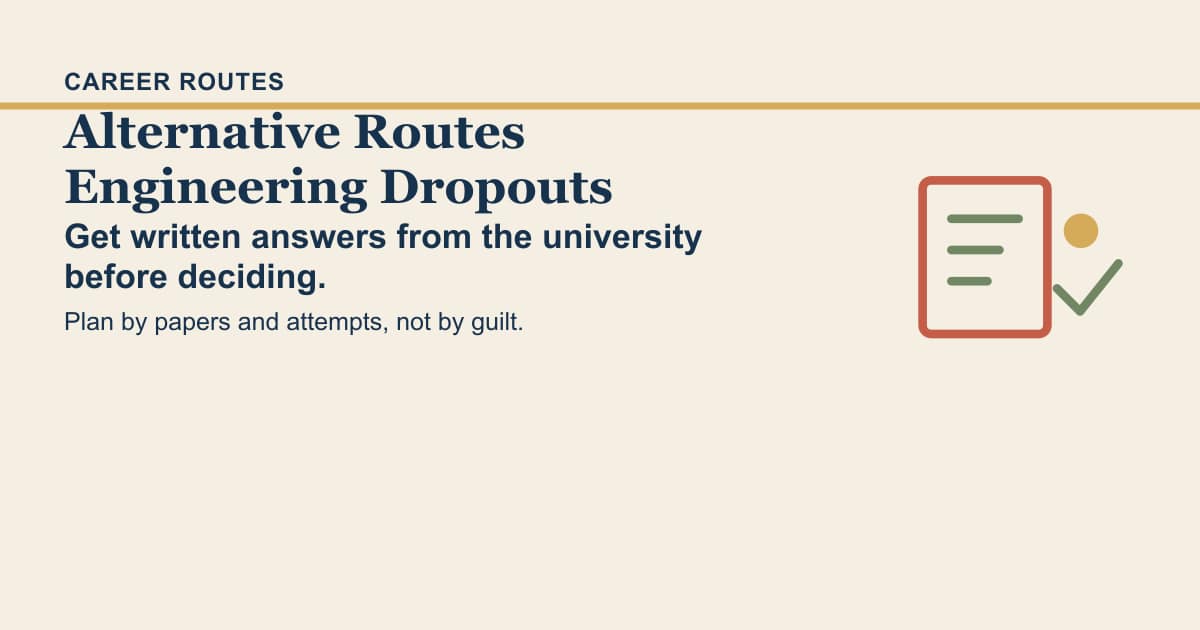 CAREER ROUTES
Alternative Routes
Engineering Dropouts
Get written answers from the university
before deciding.
Plan by papers and attempts, not by guilt.